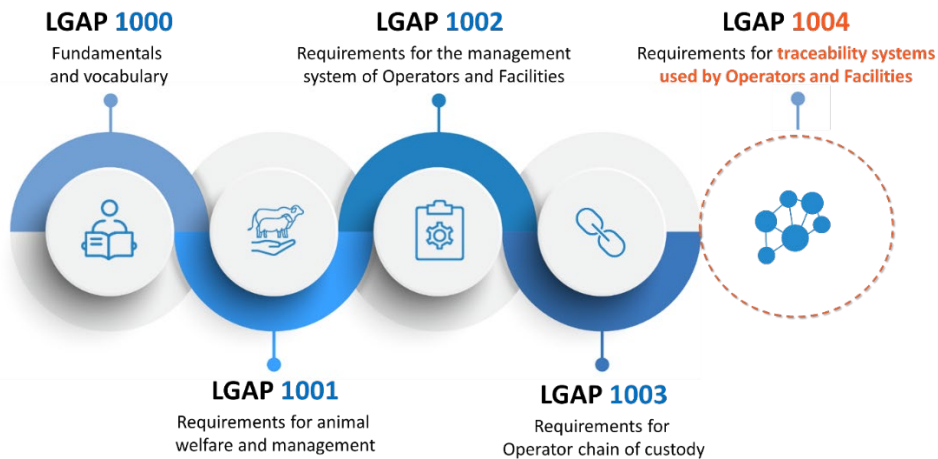 LGAP 1000
Fundamentals
and vocabulary
LGAP 1002
Requirements for the management
system of Operators and Facilities
LGAP 1004
Requirements for traceability systems
used by Operators and Facilities
LGAP 1001
Requirements for animal
welfare and management
LGAP 1003
Requirements for
Operator chain of custody